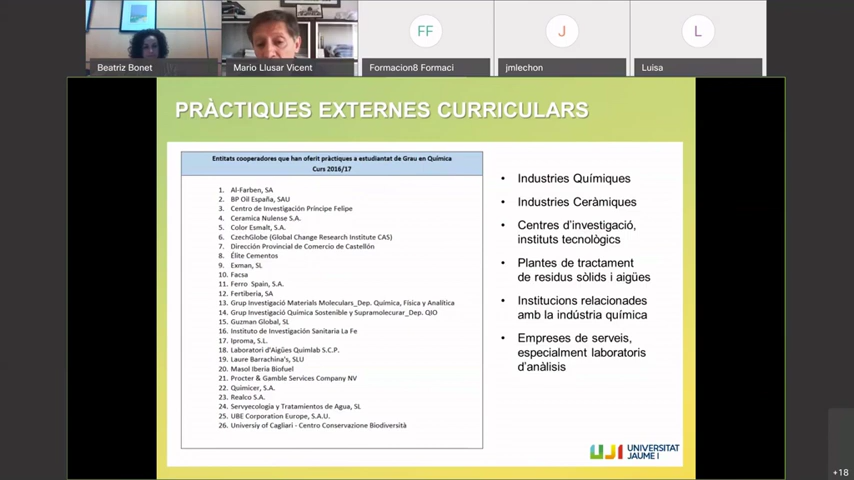 FF
J
L
Beatriz Bonet
Mario Llusar Vicent
Formacion8 Formaci
jmlechon
Luisa
PRÀCTIQUES EXTERNES CURRICULARS
Entitats cooperadores que han oferit pràctiques a estudiantat de Grau en Química
Curs 2016/17
1. Al-Farben, SA
2. BP Oil España, SAU
3. Centro de Investigación Príncipe Felipe
4. Ceramica Nulense S.A.
5. Color Esmalt, S.A.
6. CzechGlobe (Global Change Research Institute CAS)
7. Dirección Provincial de Comercio de Castellón
8. Élite Cementos
9. Exman, SL
10. Facsa
11. Ferro Spain, S.A.
12. Fertiberia, SA
13. Grup Investigació Materials Moleculars_Dep. Química, Física y Analítica
14. Grup Investigació Química Sostenible y Supramolecurar_Dep. QIO
15. Guzman Global, SL
16. Instituto de Investigación Sanitaria La Fe
17. Iproma, S.L.
18. Laboratori d'Aigües Quimlab S.C.P.
19. Laure Barrachina's, SLU
20. Masol Iberia Biofuel
21. Procter & Gamble Services Company NV
22. Quimicer, S.A.
23. Realco S.A.
24. Servyecologia y Tratamientos de Agua, SL
25. UBE Corporation Europe, S.A.U.
26. Universiy of Cagliari - Centro Conservazione Biodiversità
• Industries Químiques
• Industries Ceràmiques
• Centres d'investigació,
instituts tecnològics
• Plantes de tractament
de residus sòlids i aigües
• Institucions relacionades
amb la indústria química
• Empreses de serveis,
especialment laboratoris
d'anàlisis
UJI UNIVERSITAT
JAUME I
+18